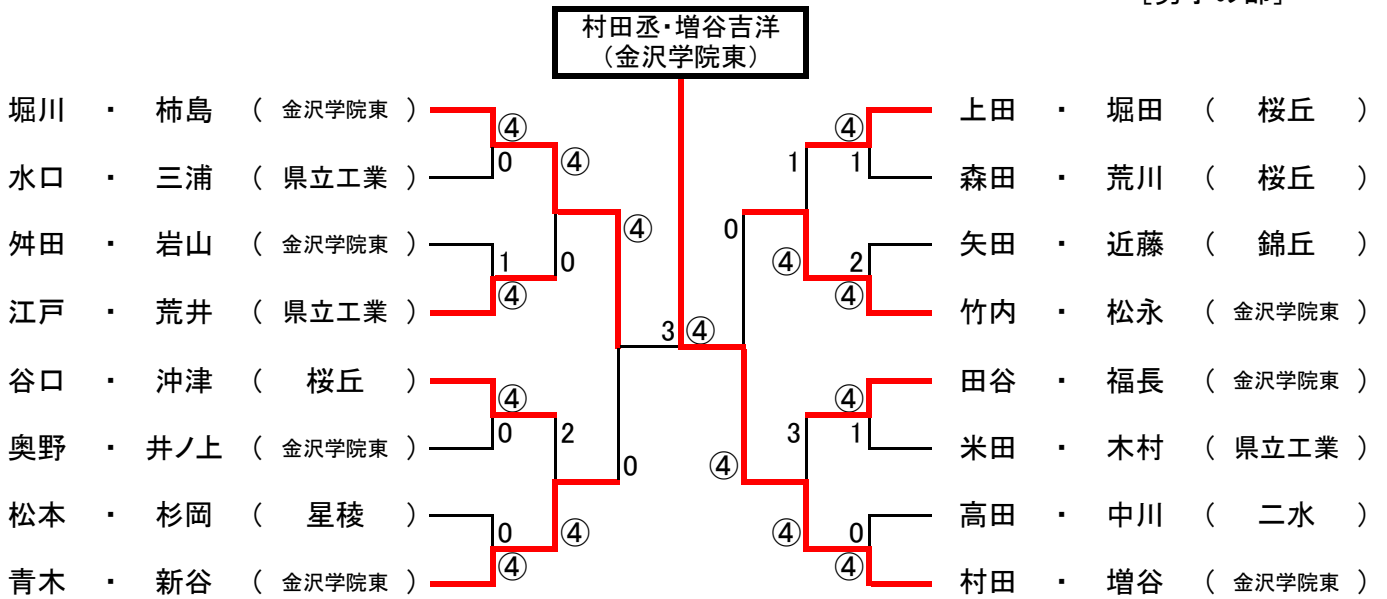 村田丞・増谷吉洋
(金沢学院東)
堀川 ・ 柿島 ( 金沢学院東 )
④
0
水口 ・ 三浦 ( 県立工業 )
④
舛田 ・ 岩山 ( 金沢学院東 )
1
④
0
江戸 ・ 荒井 ( 県立工業 )
④
谷口 ・ 沖津 ( 桜丘 )
④
0
2
奥野 ・ 井ノ上 ( 金沢学院東 )
0
松本 ・ 杉岡 ( 星稜 )
0
④
④
青木 ・ 新谷 ( 金沢学院東 )
3 ④
上田 ・ 堀田 ( 桜丘 )
④
1
1
森田 ・ 荒川 ( 桜丘 )
0
矢田 ・ 近藤 ( 錦丘 )
④
2
④
竹内 ・ 松永 ( 金沢学院東 )
田谷 ・ 福長 ( 金沢学院東 )
④
3
1
米田 ・ 木村 ( 県立工業 )
④
高田 ・ 中川 ( 二水 )
④
0
④
村田 ・ 増谷 ( 金沢学院東 )